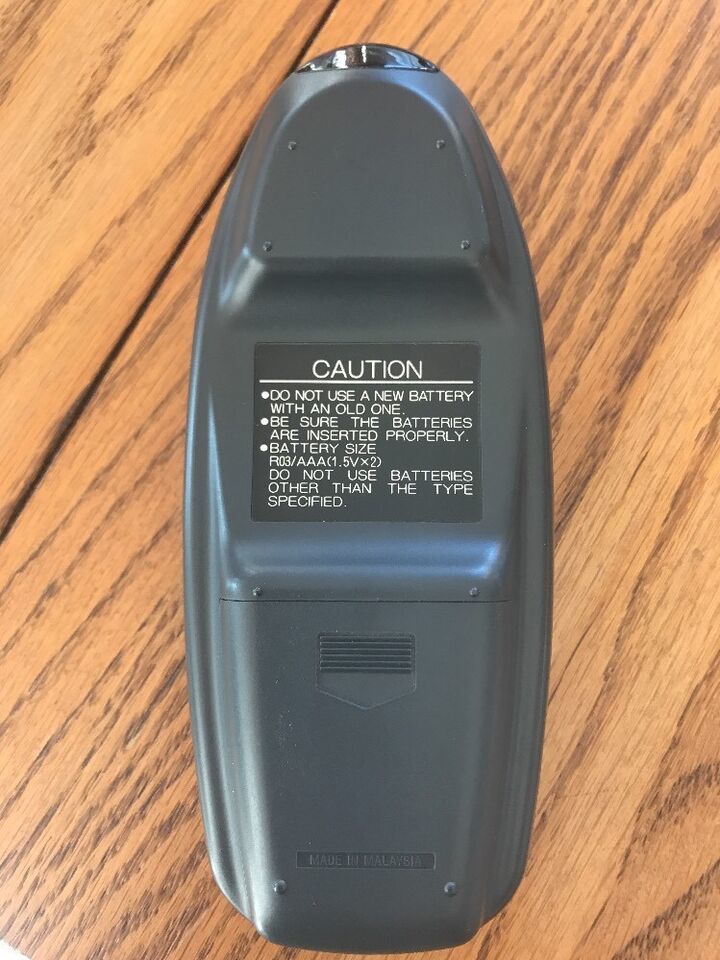 CAUTION
•DO NOT USE A NEW BATTERY
WITH AN OLD ONE.
•BE SURE THE BATTERIES
ARE INSERTED PROPERLY.
•BATTERY SIZE
R03/AAA(1.5V×2)
DO NOT USE BATTERIES
OTHER THAN THE TYPE
SPECIFIED.
MADE IN MALAYSIA